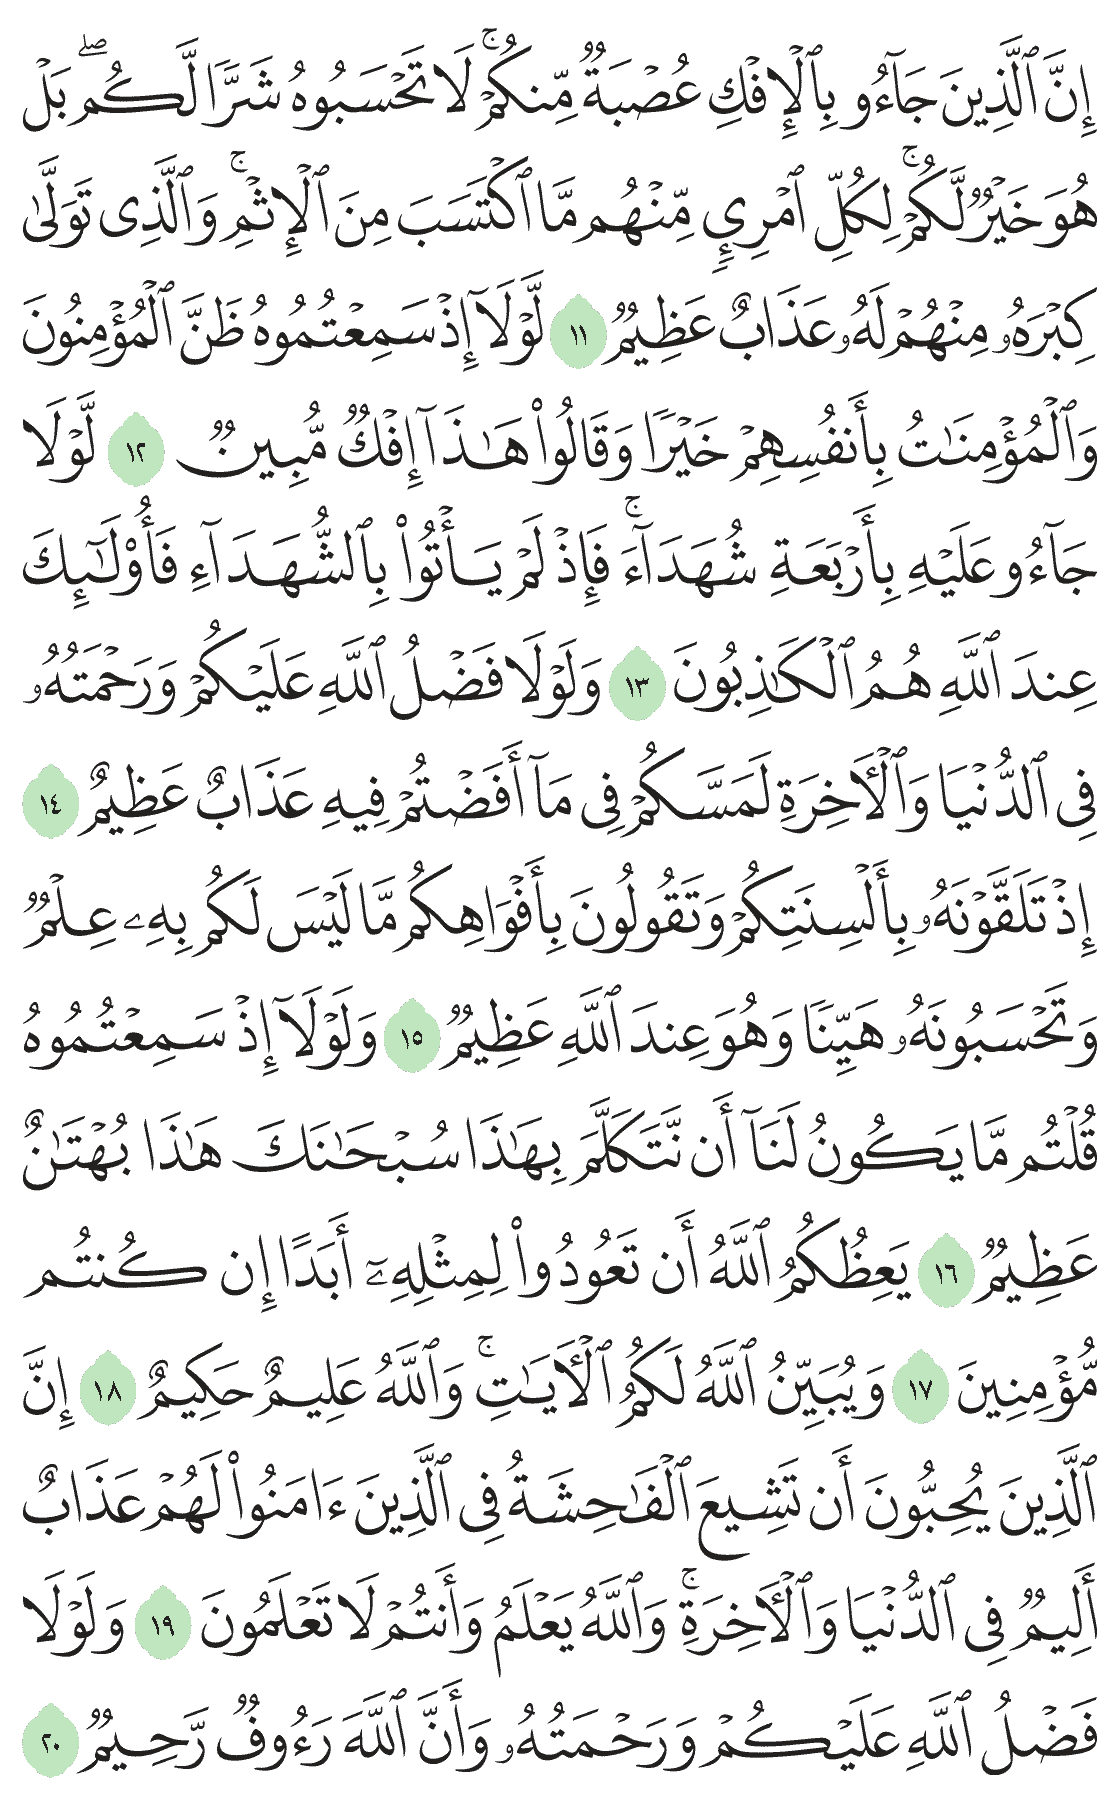 إِنَّ ٱلَّذِينَ جَآءُو بِٱلْإِفْكِ عُصْبَةٌ مِّنكُمْ ۚ لَا تَحْسَبُوهُ شَرًّا لَّكُم ۖ بَلْ
هُوَ خَيْرٌ لَّكُمْ ۚ لِكُلِّ ٱمْرِئٍ مِّنْهُم مَّا ٱكْتَسَبَ مِنَ ٱلْإِثْمِ ۚ وَٱلَّذِى تَوَلَّىٰ
كِبْرَهُۥ مِنْهُمْ لَهُۥ عَذَابٌ عَظِيمٌ ١١ لَّوْلَآ إِذْ سَمِعْتُمُوهُ ظَنَّ ٱلْمُؤْمِنُونَ
وَٱلْمُؤْمِنَٰتُ بِأَنفُسِهِمْ خَيْرًا وَقَالُوا۟ هَٰذَآ إِفْكٌ مُّبِينٌ ١٢ لَّوْلَا
جَآءُو عَلَيْهِ بِأَرْبَعَةِ شُهَدَآءَ ۚ فَإِذْ لَمْ يَأْتُوا۟ بِٱلشُّهَدَآءِ فَأُو۟لَٰٓئِكَ
عِندَ ٱللَّهِ هُمُ ٱلْكَٰذِبُونَ ١٣ وَلَوْلَا فَضْلُ ٱللَّهِ عَلَيْكُمْ وَرَحْمَتُهُۥ
فِى ٱلدُّنْيَا وَٱلْءَاخِرَةِ لَمَسَّكُمْ فِى مَآ أَفَضْتُمْ فِيهِ عَذَابٌ عَظِيمٌ ١٤
إِذْ تَلَقَّوْنَهُۥ بِأَلْسِنَتِكُمْ وَتَقُولُونَ بِأَفْوَاهِكُم مَّا لَيْسَ لَكُم بِهِۦ عِلْمٌ
وَتَحْسَبُونَهُۥ هَيِّنًا وَهُوَ عِندَ ٱللَّهِ عَظِيمٌ ١٥ وَلَوْلَآ إِذْ سَمِعْتُمُوهُ
قُلْتُم مَّا يَكُونُ لَنَآ أَن نَّتَكَلَّمَ بِهَٰذَا سُبْحَٰنَكَ هَٰذَا بُهْتَٰنٌ
عَظِيمٌ ١٦ يَعِظُكُمُ ٱللَّهُ أَن تَعُودُوا۟ لِمِثْلِهِۦٓ أَبَدًا إِن كُنتُم
مُّؤْمِنِينَ ١٧ وَيُبَيِّنُ ٱللَّهُ لَكُمُ ٱلْءَايَٰتِ ۚ وَٱللَّهُ عَلِيمٌ حَكِيمٌ ١٨ إِنَّ
ٱلَّذِينَ يُحِبُّونَ أَن تَشِيعَ ٱلْفَٰحِشَةُ فِى ٱلَّذِينَ ءَامَنُوا۟ لَهُمْ عَذَابٌ
أَلِيمٌ فِى ٱلدُّنْيَا وَٱلْءَاخِرَةِ ۚ وَٱللَّهُ يَعْلَمُ وَأَنتُمْ لَا تَعْلَمُونَ ١٩ وَلَوْلَا
فَضْلُ ٱللَّهِ عَلَيْكُمْ وَرَحْمَتُهُۥ وَأَنَّ ٱللَّهَ رَءُوفٌ رَّحِيمٌ ٢٠